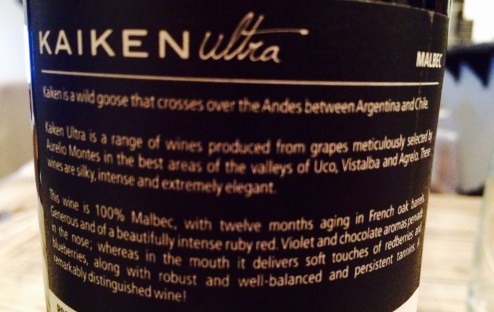 KAIKEN ultra
MALBEC
Kaiken is a wild goose that crosses over the Andes between Argentina and Chile.
Kaiken Ultra is a range of wines produced from grapes meticulously selected by
Aurelio Montes in the best areas of the valleys of Uco, Vistalba and Agrelo. These
wines are silky, intense and extremely elegant.
This wine is 100% Malbec, with twelve months aging in French oak barrels.
Generous and of a beautifully intense ruby red. Violet and chocolate aromas pervade
in the nose; whereas in the mouth it delivers soft touches of redberries and
blueberries, along with robust and well-balanced and persistent tannins. A
remarkably distinguished wine!